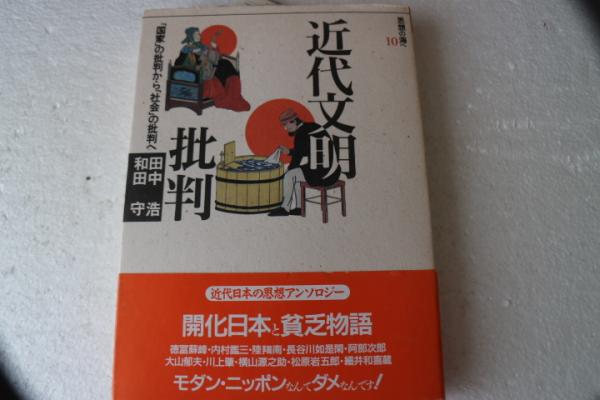 思想の海へ
10
近代文明
批判
「国家」の批判から「社会」の批判へ
田中 浩
和田 守
近代日本の思想アンソロジー
開化日本と貧乏物語
徳冨蘇峰・内村鑑三・陸羯南・長谷川如是閑・阿部次郎
大山郁夫・川上肇・横山源之助・松原岩五郎・細井和喜蔵
モダン・ニッポンなんてダメなんです!